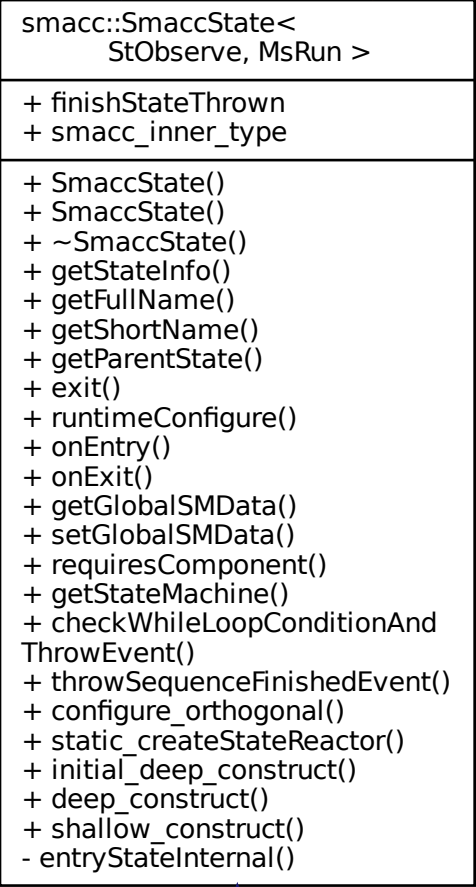 smacc::SmaccState<
StObserve, MsRun >
+ finishStateThrown
+ smacc_inner_type
+ SmaccState()
+ SmaccState()
+ ~SmaccState()
+ getStateInfo()
+ getFullName()
+ getShortName()
+ getParentState()
+ exit()
+ runtimeConfigure()
+ onEntry()
+ onExit()
+ getGlobalSMData()
+ setGlobalSMData()
+ requiresComponent()
+ getStateMachine()
+ checkWhileLoopConditionAnd
ThrowEvent()
+ throwSequenceFinishedEvent()
+ configure_orthogonal()
+ static_createStateReactor()
+ initial_deep_construct()
+ deep_construct()
+ shallow_construct()
- entryStateInternal()